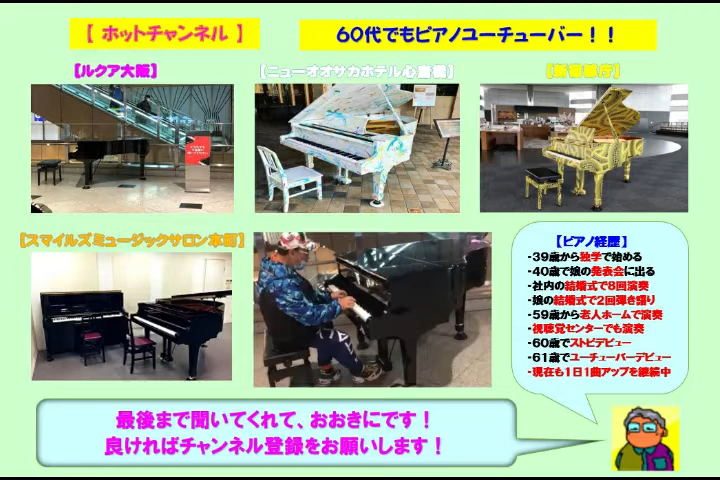 【 ホットチャンネル 】
60代でもピアノユーチューバー！！
【ルクア大阪】
【ニューオオサカホテル心斎橋】
【新宿都庁】
【スマイルズミュージックサロン本町】
【ピアノ経歴】
・39歳から独学で始める
・40歳で娘の発表会に出る
・社内の結婚式で8回演奏
・娘の結婚式で2回弾き語り
・59歳から老人ホームで演奏
・視聴覚センターでも演奏
・60歳でストピデビュー
・61歳でユーチューバーデビュー
・現在も1日1曲アップを継続中
最後まで聞いてくれて、おおきにです！
良ければチャンネル登録をお願いします！